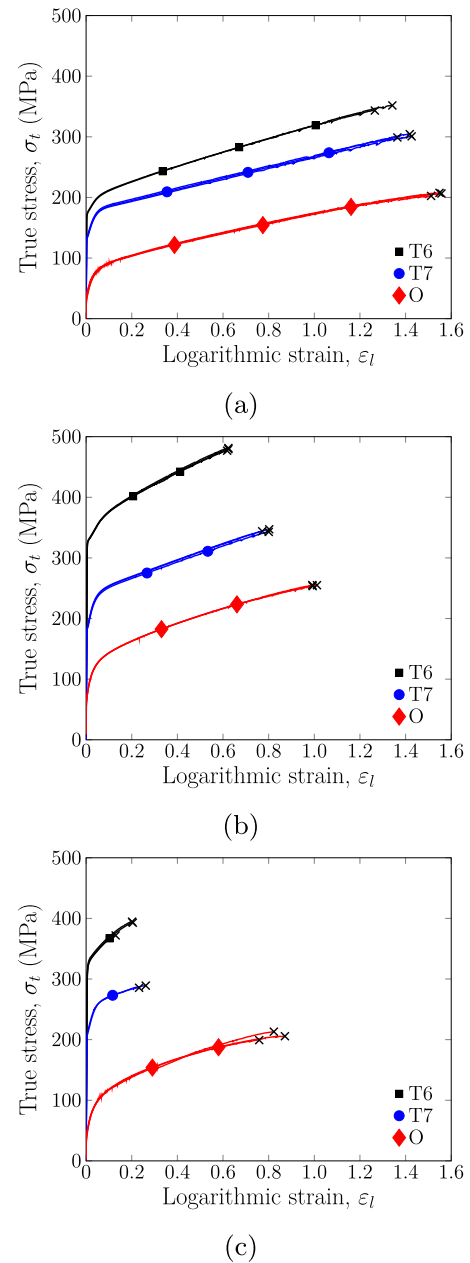 500
400
300
200
100
0
True stress, σt (MPa)
T6
T7
O
0 0.2 0.4 0.6 0.8 1.0 1.2 1.4 1.6
Logarithmic strain, εl
(a)
500
400
300
200
100
0
True stress, σt (MPa)
T6
T7
O
0 0.2 0.4 0.6 0.8 1.0 1.2 1.4 1.6
Logarithmic strain, εl
(b)
500
400
300
200
100
0
True stress, σt (MPa)
T6
T7
O
0 0.2 0.4 0.6 0.8 1.0 1.2 1.4 1.6
Logarithmic strain, εl
(c)